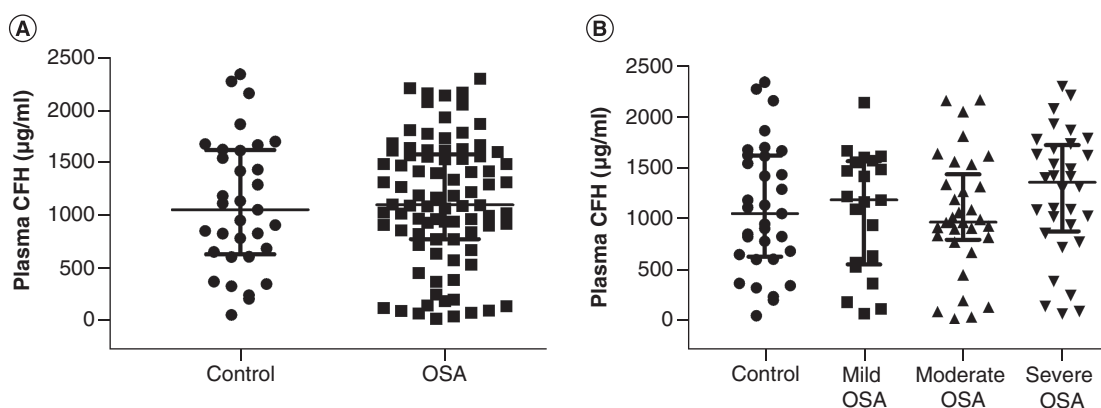 A
Plasma CFH (µg/ml)
2500
2000
1500
1000
500
0
Control
OSA
B
Plasma CFH (µg/ml)
2500
2000
1500
1000
500
0
Control
Mild
OSA
Moderate
OSA
Severe
OSA